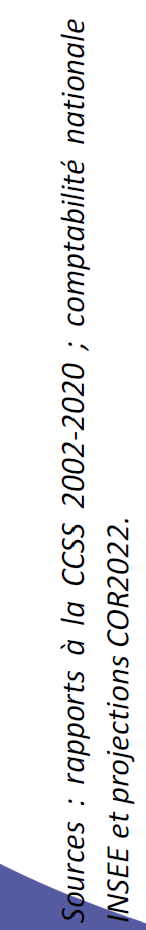 Sources : rapports à la CCSS 2002-2020 ; comptabilité nationale
INSEE et projections COR2022.